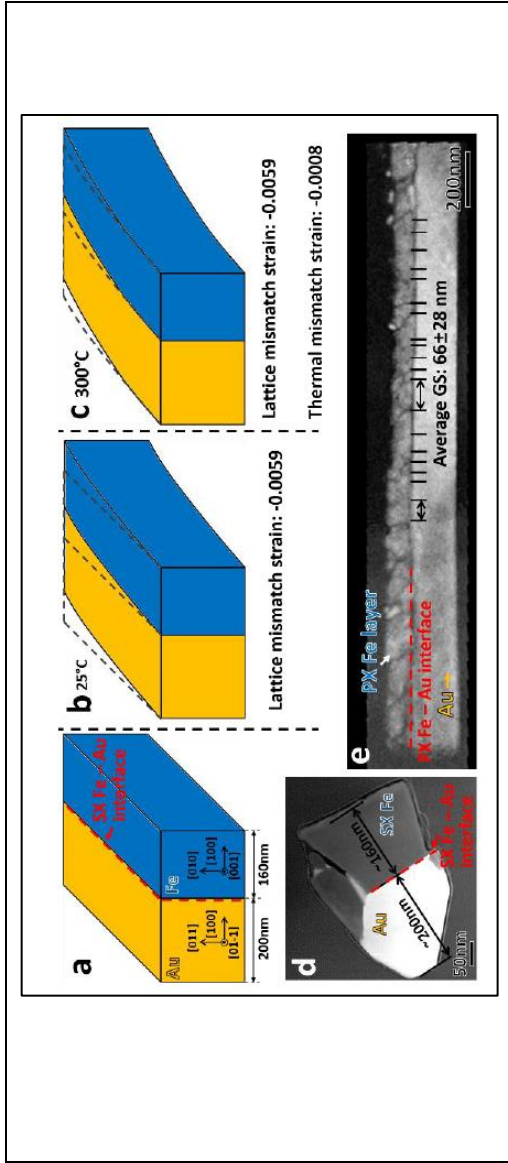 a
Au
Fe
SX Fe – Au
Interface
[011]
[100]
[01-1]
[010]
[100]
[001]
200nm
160nm
b 25°C
Lattice mismatch strain: -0.0059
c 300°C
Lattice mismatch strain: -0.0059
Thermal mismatch strain: -0.0008
d
Au
SX Fe
~160nm
~200nm
SX Fe – Au
Interface
50nm
e
PX Fe layer
PX Fe – Au interface
Au
Average GS: 66±28 nm
200nm